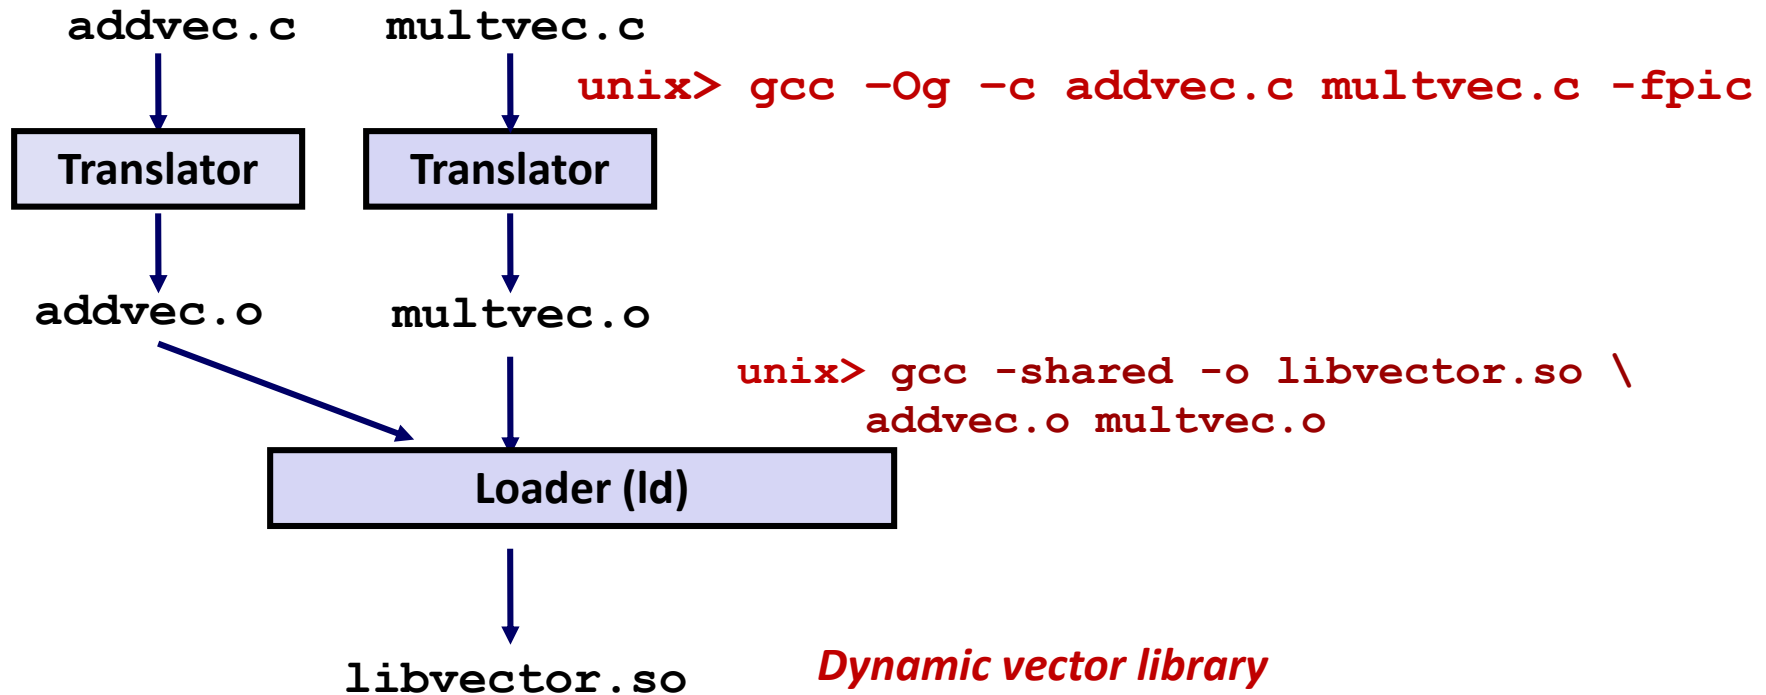 addvec.c multvec.c
unix> gcc –Og –c addvec.c multvec.c -fpic
Translator Translator
addvec.o multvec.o
unix> gcc -shared -o libvector.so \
addvec.o multvec.o
Loader (ld)
libvector.so
Dynamic vector library